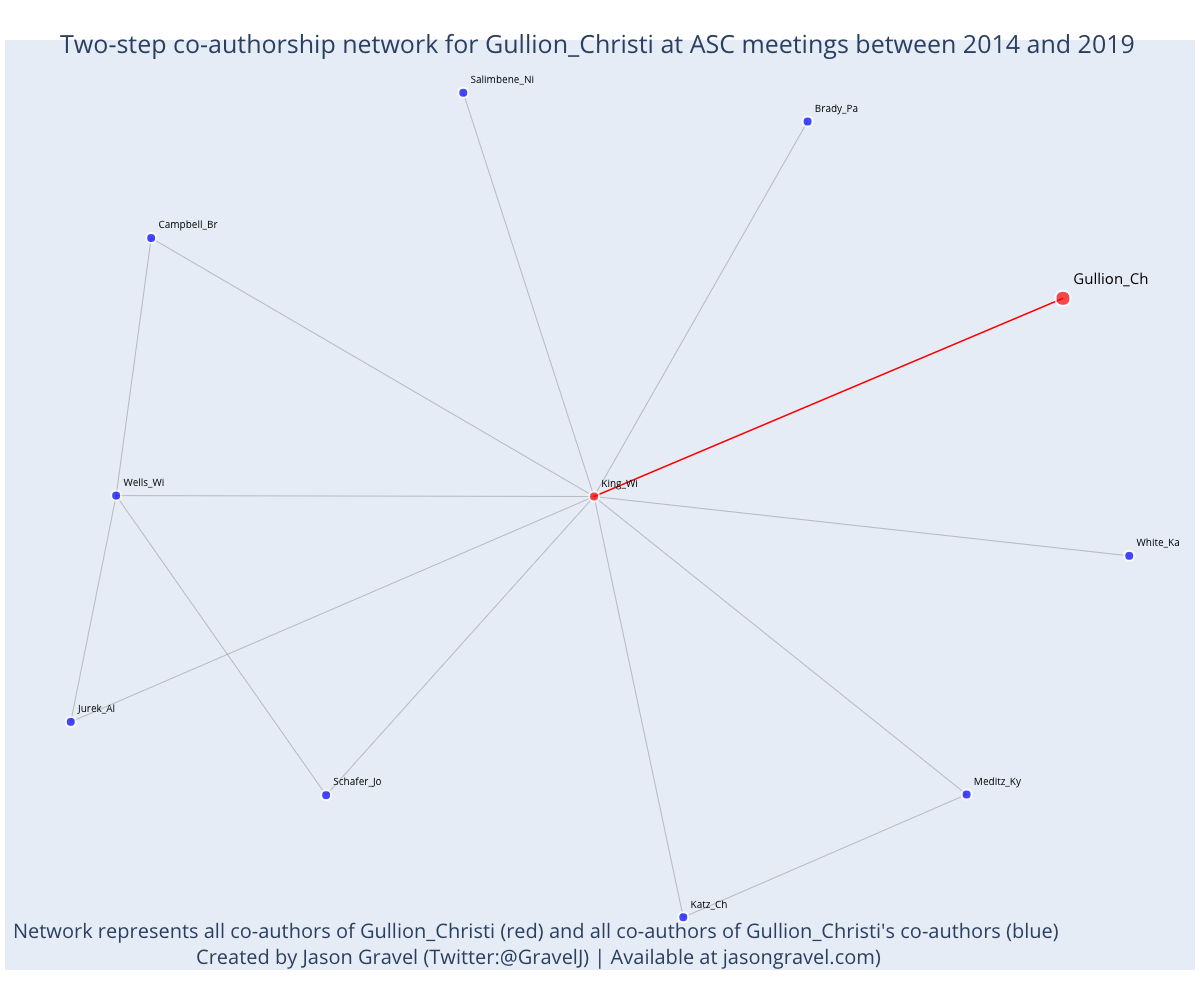 Two-step co-authorship network for Gullion_Christi at ASC meetings between 2014 and 2019
Salimbene_Ni
Brady_Pa
Campbell_Br
Gullion_Ch
Wells_Wi
King_Wi
White_Ka
Jurek_Al
Schafer_Jo
Meditz_Ky
Katz_Ch
Network represents all co-authors of Gullion_Christi (red) and all co-authors of Gullion_Christi's co-authors (blue)
Created by Jason Gravel (Twitter:@GravelJ) | Available at jasongravel.com)